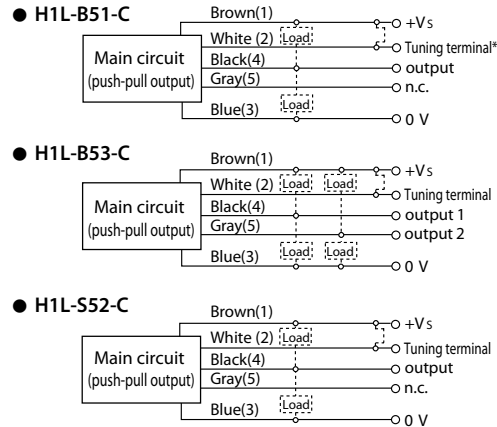 ● H1L-B51-C
Brown(1)
+Vs
White (2) Load
Tuning terminal*
Main circuit
(push-pull output)
Black(4)
output
Gray(5)
n.c.
Load
Blue(3)
0 V
● H1L-B53-C
Brown(1)
+Vs
White (2) Load Load
Tuning terminal
Main circuit
(push-pull output)
Black(4)
output 1
Gray(5)
output 2
Blue(3) Load Load
0 V
● H1L-S52-C
Brown(1)
+Vs
White (2) Load
Tuning terminal
Main circuit
(push-pull output)
Black(4)
output
Gray(5)
n.c.
Load
Blue(3)
0 V